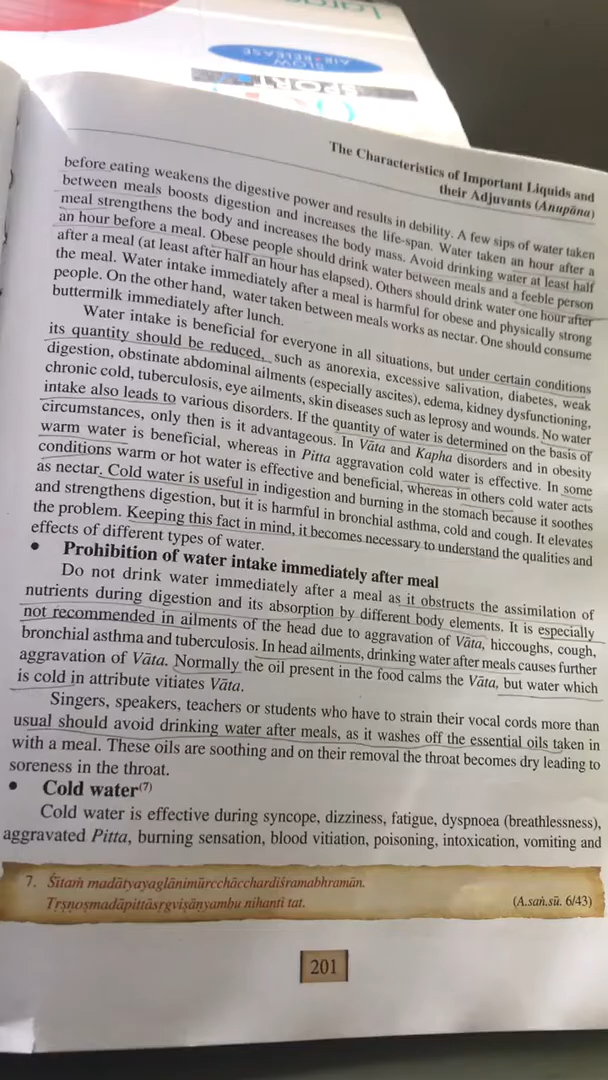 Large
SLOW
AIR RELEASE
SPORT
The Characteristics of Important Liquids and
their Adjuvants (Anupāna)
before eating weakens the digestive power and results in debility. A few sips of water taken
between meals boosts digestion and increases the life-span. Water taken an hour after a
meal strengthens the body and increases the body mass. Avoid drinking water at least half
an hour before a meal. Obese people should drink water between meals and a feeble person
after a meal (at least after half an hour has elapsed). Others should drink water one hour after
the meal. Water intake immediately after a meal is harmful for obese and physically strong
people. On the other hand, water taken between meals works as nectar. One should consume
buttermilk immediately after lunch.
Water intake is beneficial for everyone in all situations, but under certain conditions
its quantity should be reduced, such as anorexia, excessive salivation, diabetes, weak
digestion, obstinate abdominal ailments (especially ascites), edema, kidney dysfunctioning,
chronic cold, tuberculosis, eye ailments, skin diseases such as leprosy and wounds. No water
intake also leads to various disorders. If the quantity of water is determined on the basis of
circumstances, only then is it advantageous. In Vāta and Kapha disorders and in obesity
warm water is beneficial, whereas in Pitta aggravation cold water is effective. In some
conditions warm or hot water is effective and beneficial, whereas in others cold water acts
as nectar. Cold water is useful in indigestion and burning in the stomach because it soothes
and strengthens digestion, but it is harmful in bronchial asthma, cold and cough. It elevates
the problem. Keeping this fact in mind, it becomes necessary to understand the qualities and
effects of different types of water.
• Prohibition of water intake immediately after meal
Do not drink water immediately after a meal as it obstructs the assimilation of
nutrients during digestion and its absorption by different body elements. It is especially
not recommended in ailments of the head due to aggravation of Vāta, hiccoughs, cough,
bronchial asthma and tuberculosis. In head ailments, drinking water after meals causes further
aggravation of Vāta. Normally the oil present in the food calms the Vāta, but water which
is cold in attribute vitiates Vāta.
Singers, speakers, teachers or students who have to strain their vocal cords more than
usual should avoid drinking water after meals, as it washes off the essential oils taken in
with a meal. These oils are soothing and on their removal the throat becomes dry leading to
soreness in the throat.
• Cold water(7)
Cold water is effective during syncope, dizziness, fatigue, dyspnoea (breathlessness),
aggravated Pitta, burning sensation, blood vitiation, poisoning, intoxication, vomiting and
7. Śītaṁ madātyayaglānimūrcchācchardiśramabhramān.
Tṛṣṇoṣmadāpittāsṛgviṣānyambu nihanti tat. (A.saṅ.sū. 6/43)
201